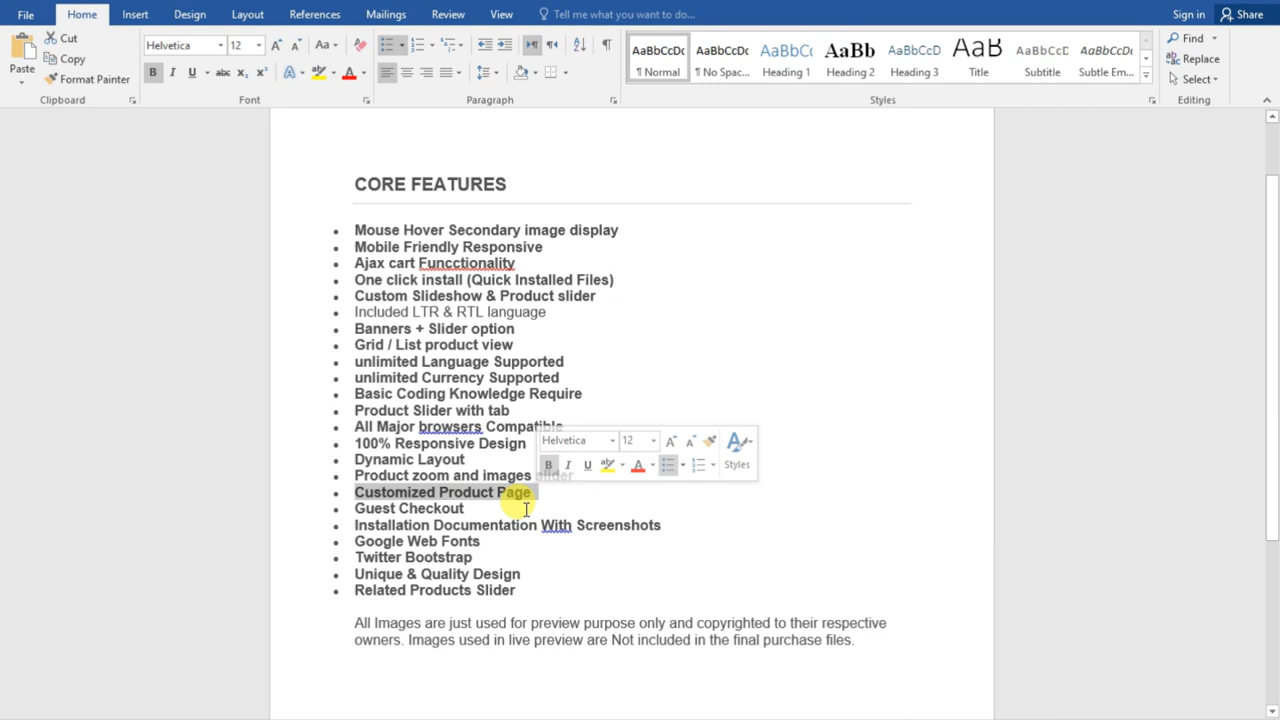 File Home Insert Design Layout References Mailings Review View Tell me what you want to do... Sign in Share
Cut
Copy
Format Painter
Paste
Helvetica 12
Find
Replace
Select
AaBbCcDc AaBbCcDc AaBbCc AaBb AaBbCcD AaB AaBbCcD AaBbCcDc
¶ Normal ¶ No Spac... Heading 1 Heading 2 Heading 3 Title Subtitle Subtle Em...
Clipboard Font Paragraph Styles Editing
CORE FEATURES
Mouse Hover Secondary image display
Mobile Friendly Responsive
Ajax cart Funcctionality
One click install (Quick Installed Files)
Custom Slideshow & Product slider
Included LTR & RTL language
Banners + Slider option
Grid / List product view
unlimited Language Supported
unlimited Currency Supported
Basic Coding Knowledge Require
Product Slider with tab
All Major browsers Compatible
100% Responsive Design
Dynamic Layout
Product zoom and images slider
Customized Product Page
Guest Checkout
Installation Documentation With Screenshots
Google Web Fonts
Twitter Bootstrap
Unique & Quality Design
Related Products Slider
Helvetica 12
Styles
All Images are just used for preview purpose only and copyrighted to their respective
owners. Images used in live preview are Not included in the final purchase files.